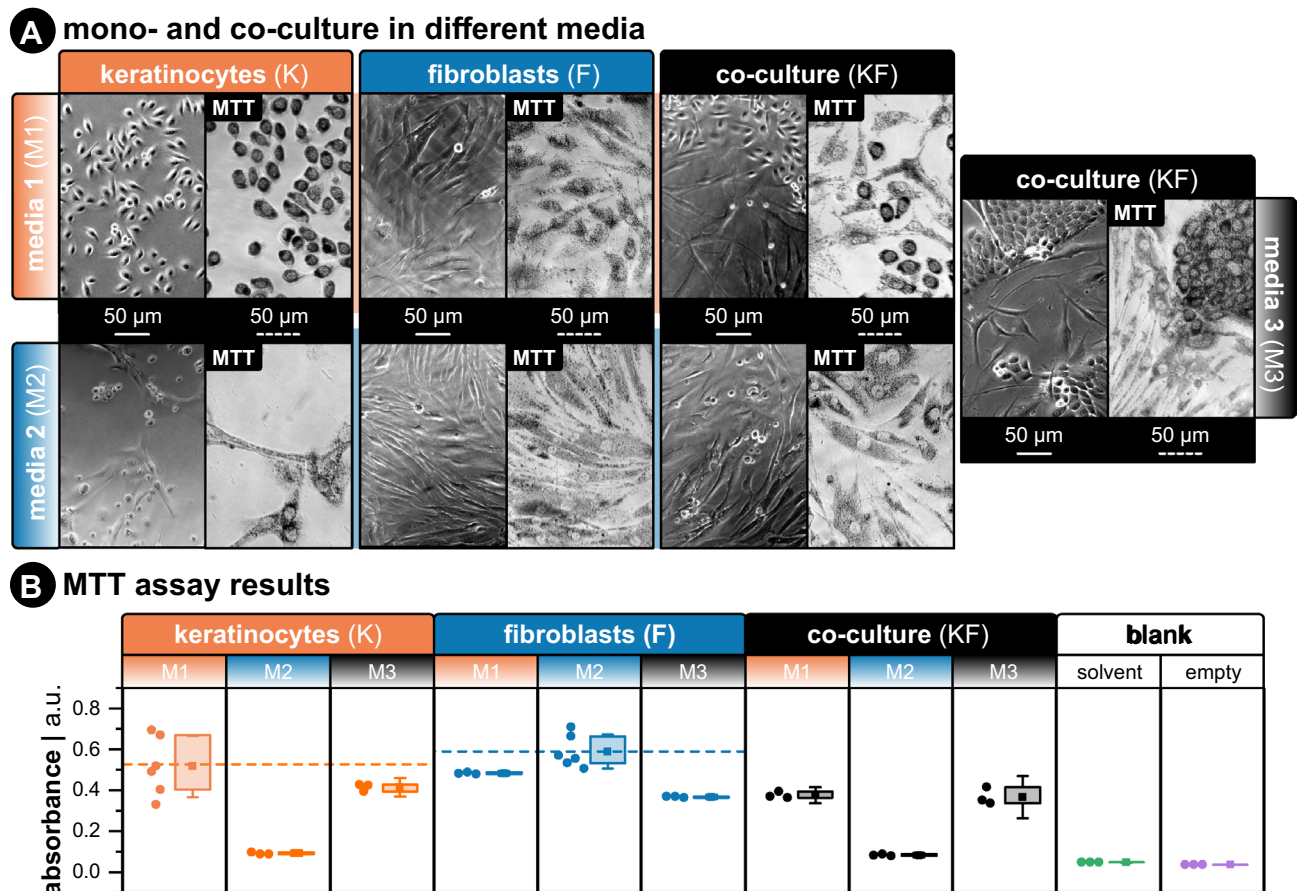 A mono- and co-culture in different media
keratinocytes (K)
fibroblasts (F)
co-culture (KF)
media 1 (M1)
MTT
MTT
MTT
co-culture (KF)
MTT
media 3 (M3)
50 µm
50 µm
50 µm
50 µm
50 µm
50 µm
media 2 (M2)
MTT
MTT
MTT
50 µm
50 µm
B MTT assay results
keratinocytes (K)
fibroblasts (F)
co-culture (KF)
blank
M1
M2
M3
M1
M2
M3
M1
M2
M3
solvent
empty
absorbance | a.u.
0.8
0.6
0.4
0.2
0.0